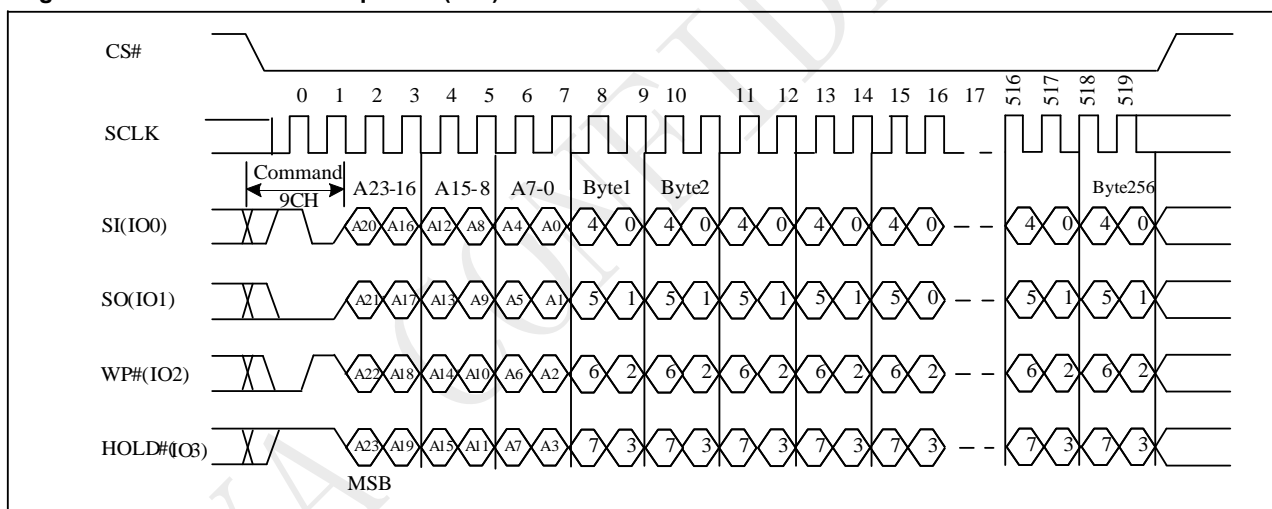 CS#
0 1 2 3 4 5 6 7 8 9 10 11 12 13 14 15 16 17 516 517 518 519
SCLK
Command
9CH
A23-16 A15-8 A7-0 Byte1 Byte2 Byte256
SI(IO0) A20 A16 A12 A8 A4 A0 4 0 4 0 4 0 4 0 4 0 4 0 4 0
SO(IO1) A21 A17 A13 A9 A5 A1 5 1 5 1 5 1 5 1 5 0 5 1 5 1
WP#(IO2) A22 A18 A14 A10 A6 A2 6 2 6 2 6 2 6 2 6 2 6 2 6 2
HOLD#(IO3) A23 A19 A15 A11 A7 A3 7 3 7 3 7 3 7 3 7 3 7 3 7 3
MSB